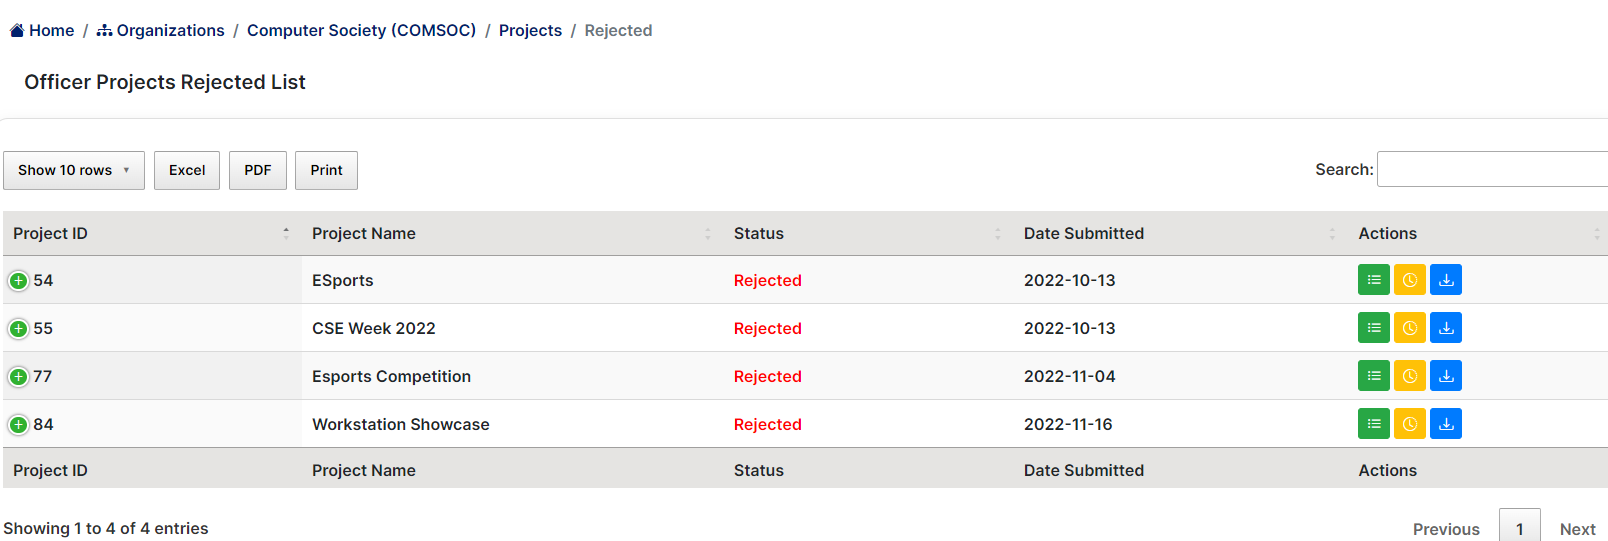 Home / Organizations / Computer Society (COMSOC) / Projects / Rejected
Officer Projects Rejected List
Show 10 rows Excel PDF Print Search:
Project ID Project Name Status Date Submitted Actions
54 ESports Rejected 2022-10-13
55 CSE Week 2022 Rejected 2022-10-13
77 Esports Competition Rejected 2022-11-04
84 Workstation Showcase Rejected 2022-11-16
Project ID Project Name Status Date Submitted Actions
Showing 1 to 4 of 4 entries Previous 1 Next